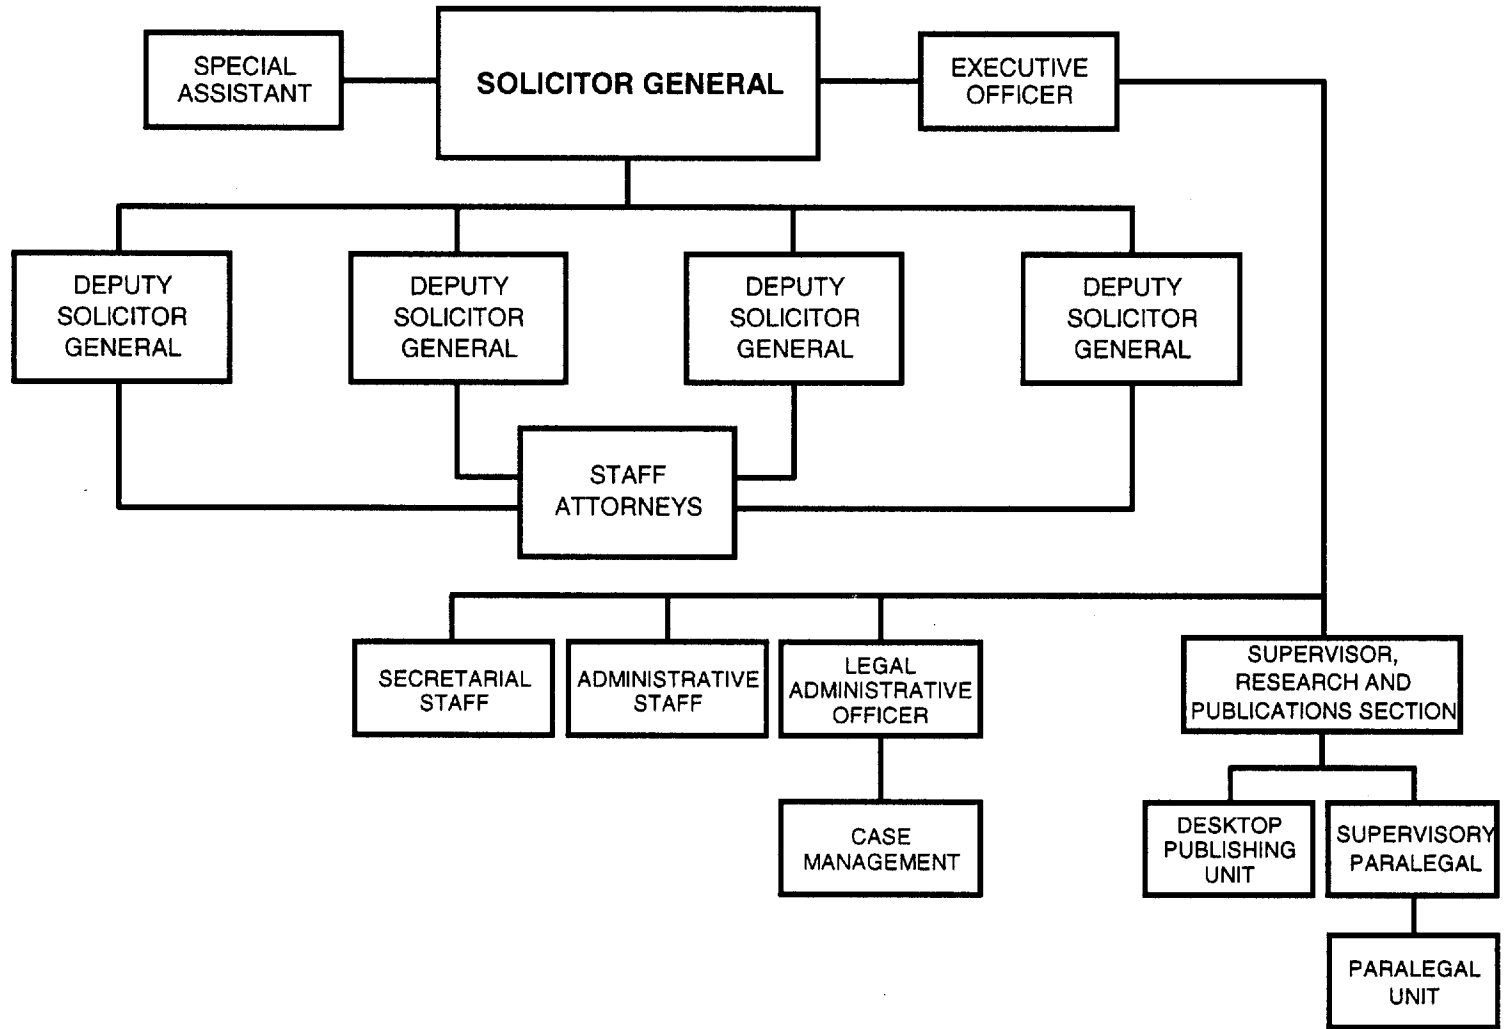 SPECIAL
ASSISTANT
SOLICITOR GENERAL
EXECUTIVE
OFFICER
DEPUTY
SOLICITOR
GENERAL
DEPUTY
SOLICITOR
GENERAL
DEPUTY
SOLICITOR
GENERAL
DEPUTY
SOLICITOR
GENERAL
STAFF
ATTORNEYS
SECRETARIAL
STAFF
ADMINISTRATIVE
STAFF
LEGAL
ADMINISTRATIVE
OFFICER
SUPERVISOR,
RESEARCH AND
PUBLICATIONS SECTION
CASE
MANAGEMENT
DESKTOP
PUBLISHING
UNIT
SUPERVISORY
PARALEGAL
PARALEGAL
UNIT